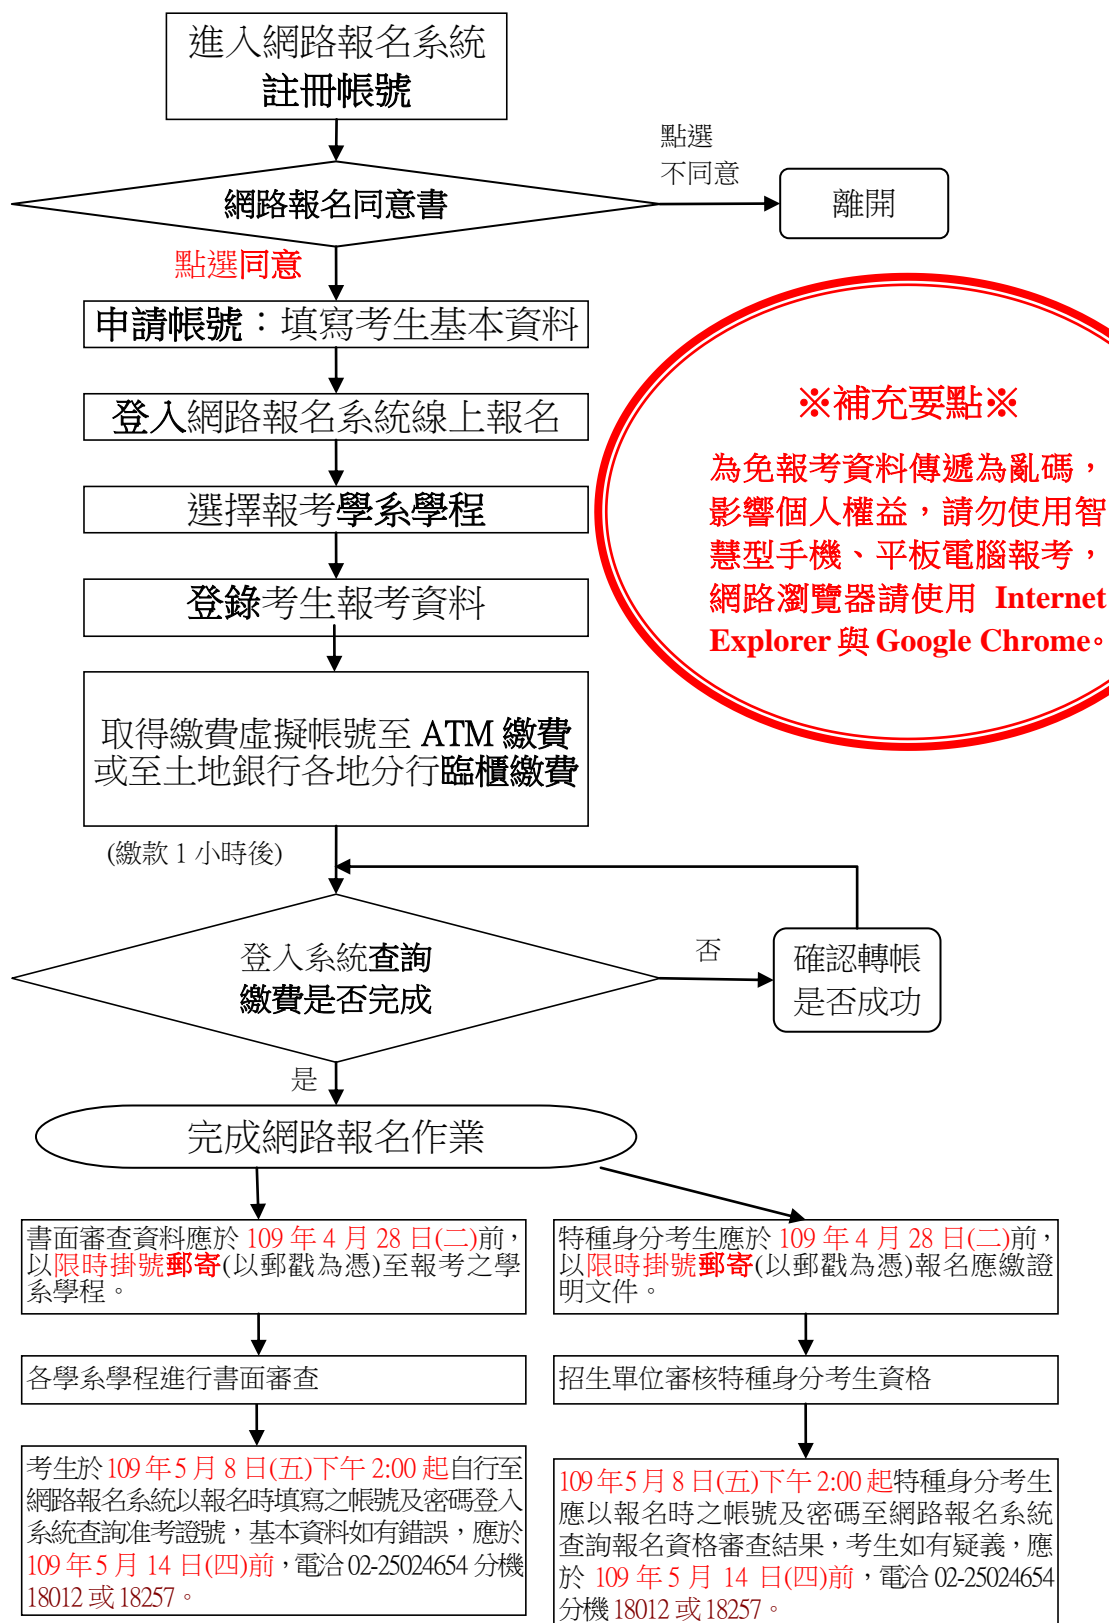 進入網路報名系統
註冊帳號
點選
不同意
網路報名同意書
離開
點選同意
申請帳號：填寫考生基本資料
登入網路報名系統線上報名
選擇報考學系學程
登錄考生報考資料
※補充要點※
為免報考資料傳遞為亂碼，
影響個人權益，請勿使用智
慧型手機、平板電腦報考，
網路瀏覽器請使用 Internet
Explorer 與 Google Chrome。
取得繳費虛擬帳號至 ATM 繳費
或至土地銀行各地分行臨櫃繳費
(繳款 1 小時後)
登入系統查詢
繳費是否完成
否
確認轉帳
是否成功
是
完成網路報名作業
書面審查資料應於 109 年 4 月 28 日(二)前，
以限時掛號郵寄(以郵戳為憑)至報考之學
系學程。
特種身分考生應於 109 年 4 月 28 日(二)前，
以限時掛號郵寄(以郵戳為憑)報名應繳證
明文件。
各學系學程進行書面審查
招生單位審核特種身分考生資格
考生於 109 年 5 月 8 日(五)下午 2:00 起自行至
網路報名系統以報名時填寫之帳號及密碼登入
系統查詢准考證號，基本資料如有錯誤，應於
109 年 5 月 14 日(四)前，電洽 02-25024654 分機
18012 或 18257。
109 年 5 月 8 日(五)下午 2:00 起特種身分考生
應以報名時之帳號及密碼至網路報名系統
查詢報名資格審查結果，考生如有疑義，應
於 109 年 5 月 14 日(四)前，電洽 02-25024654
分機 18012 或 18257。